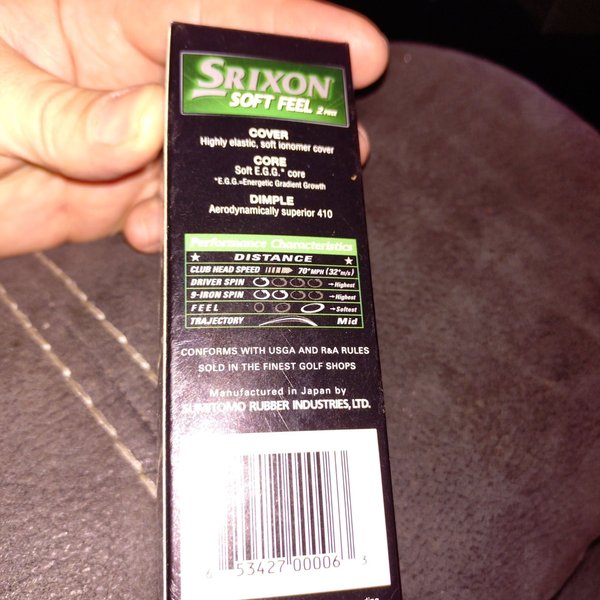 SRIXON
SOFT FEEL 2 PIECE
COVER
Highly elastic, soft ionomer cover
CORE
Soft E.G.G.* core
*E.G.G.=Energetic Gradient Growth
DIMPLE
Aerodynamically superior 410
Performance Characteristics
★ DISTANCE ★
CLUB HEAD SPEED 70*MPH (32*m/s)
DRIVER SPIN →Highest
9-IRON SPIN →Highest
FEEL →Softest
TRAJECTORY Mid
CONFORMS WITH USGA AND R&A RULES
SOLD IN THE FINEST GOLF SHOPS
Manufactured in Japan by
SUMITOMO RUBBER INDUSTRIES, LTD.
6 53427 00006 3